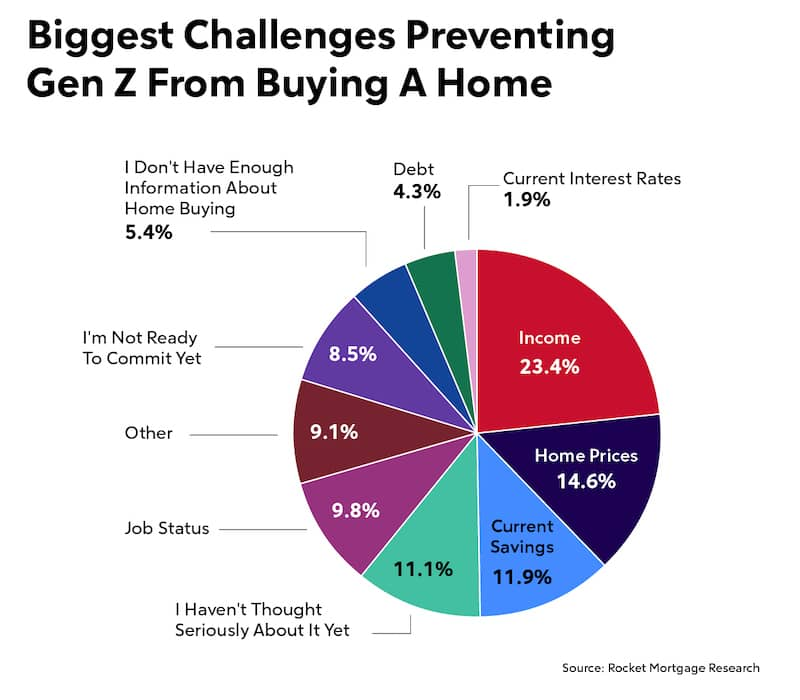 Biggest Challenges Preventing
Gen Z From Buying A Home
I Don't Have Enough
Information About
Home Buying
5.4%
Debt
4.3%
Current Interest Rates
1.9%
Income
23.4%
I'm Not Ready
To Commit Yet
8.5%
Other
9.1%
Home Prices
14.6%
Job Status
9.8%
Current
Savings
11.9%
11.1%
I Haven't Thought
Seriously About It Yet
Source: Rocket Mortgage Research